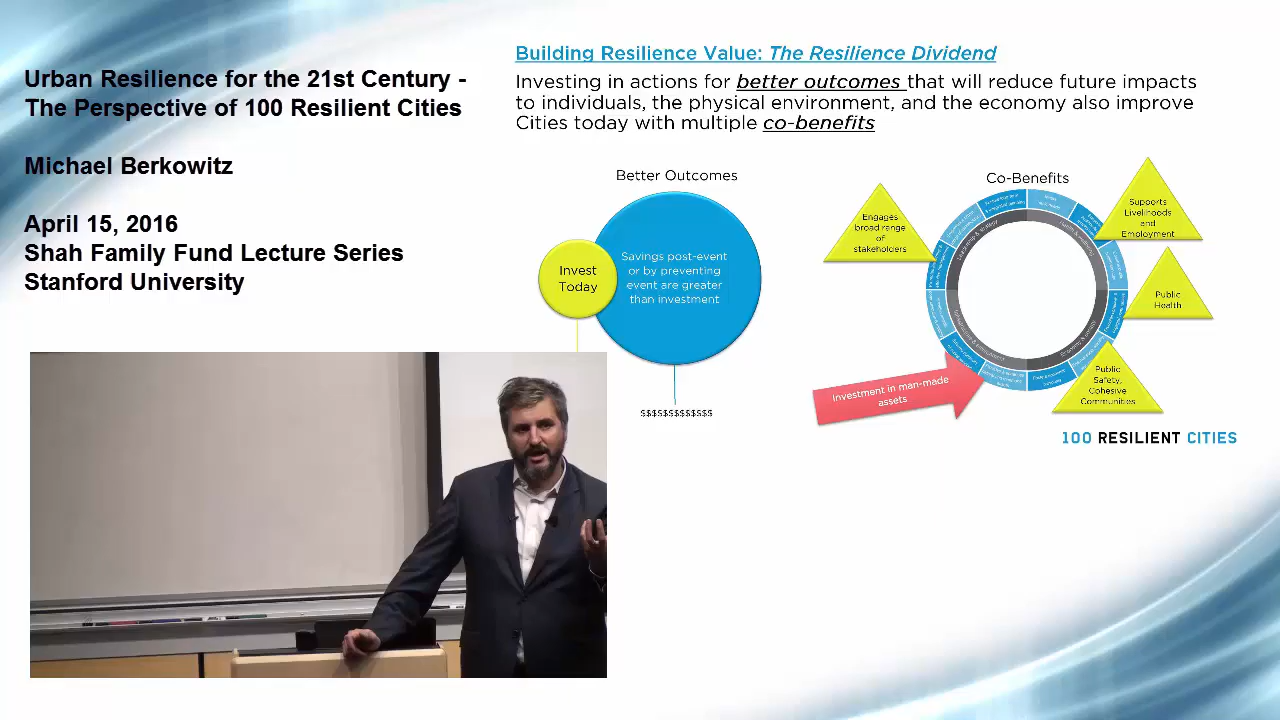 Urban Resilience for the 21st Century -
The Perspective of 100 Resilient Cities
Michael Berkowitz
April 15, 2016
Shah Family Fund Lecture Series
Stanford University
Building Resilience Value: The Resilience Dividend
Investing in actions for better outcomes that will reduce future impacts
to individuals, the physical environment, and the economy also improve
Cities today with multiple co-benefits
Better Outcomes
Invest
Today
Savings post-event
or by preventing
event are greater
than investment
$$$$$$$$$$$$$
Co-Benefits
Engages
broad range
of
stakeholders
Supports
Livelihoods
and
Employment
Public
Health
Public
Safety,
Cohesive
Communities
Investment in man-made
assets
100 RESILIENT CITIES